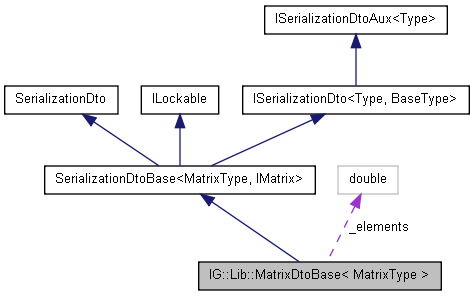 ISerializationDtoAux<Type>
SerializationDto
ILockable
ISerializationDto<Type, BaseType>
SerializationDtoBase<MatrixType, IMatrix>
double
_elements
IG::Lib::MatrixDtoBase< MatrixType >